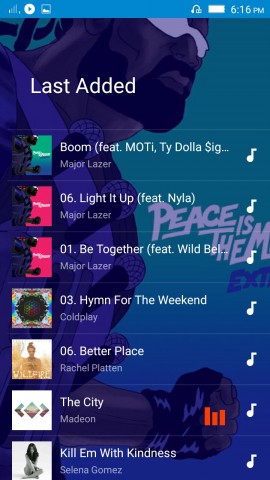 6:16 PM
Last Added
Boom (feat. MOTi, Ty Dolla $ig...
Major Lazer
06. Light It Up (feat. Nyla)
Major Lazer
PEACE IS
THE M
EXT
01. Be Together (feat. Wild Bel...
Major Lazer
03. Hymn For The Weekend
Coldplay
06. Better Place
Rachel Platten
The City
Madeon
Kill Em With Kindness
Selena Gomez